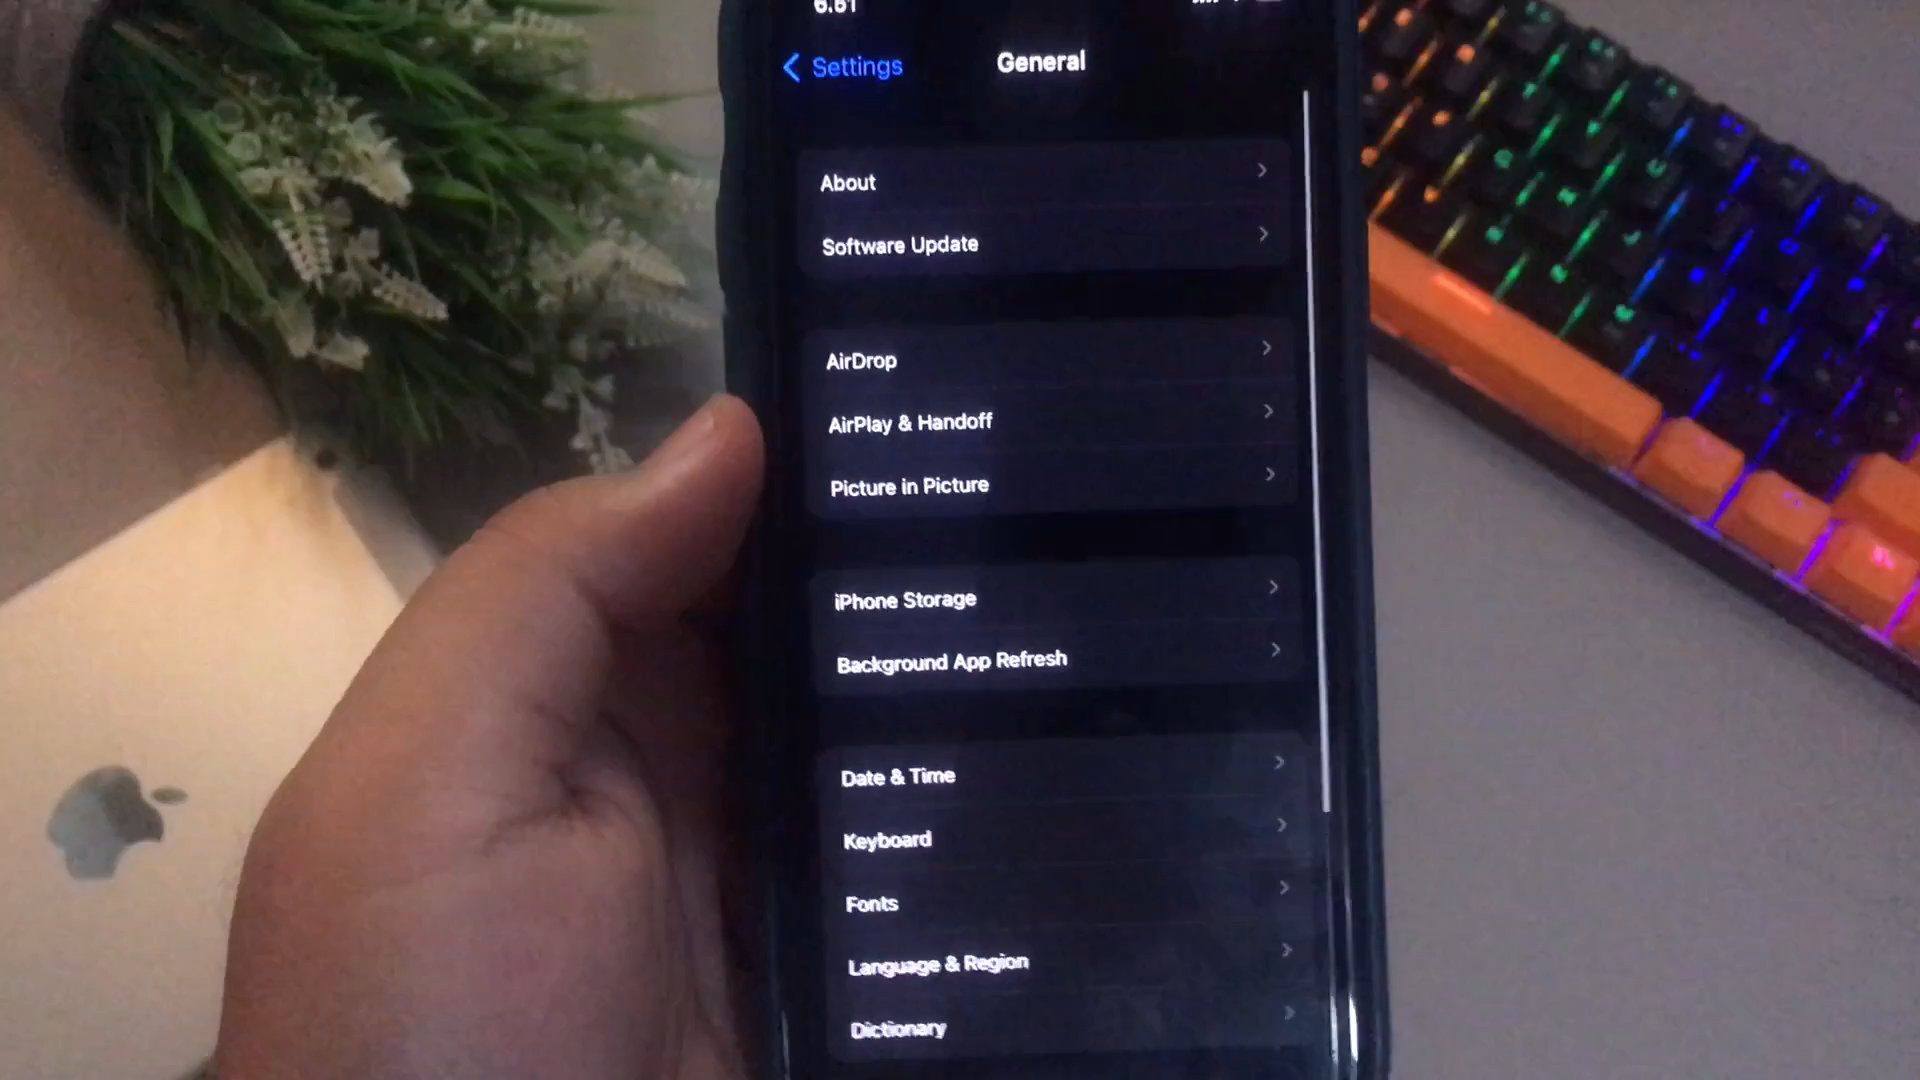 Settings
General
About
Software Update
AirDrop
AirPlay & Handoff
Picture in Picture
iPhone Storage
Background App Refresh
Date & Time
Keyboard
Fonts
Language & Region
Dictionary